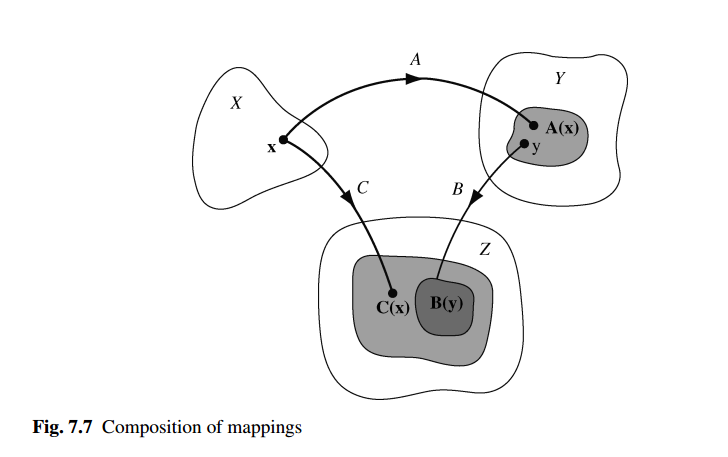 A
Y
X
A(x)
x
y
C
B
Z
C(x)
B(y)
Fig. 7.7 Composition of mappings